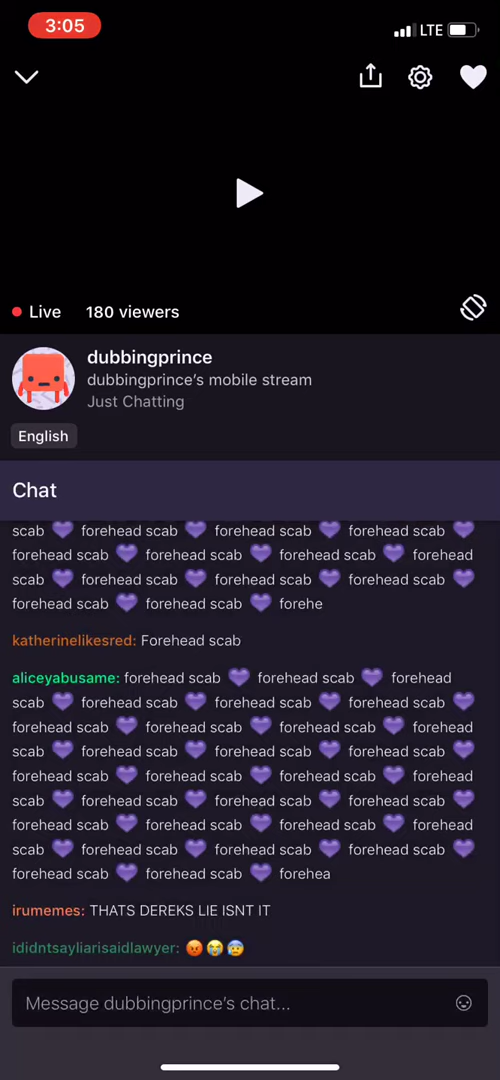 3:05
LTE
Live 180 viewers
dubbingprince
dubbingprince's mobile stream
Just Chatting
English
Chat
scab 💜 forehead scab 💜 forehead scab 💜 forehead scab 💜
forehead scab 💜 forehead scab 💜 forehead scab 💜 forehead
scab 💜 forehead scab 💜 forehead scab 💜 forehead scab 💜
forehead scab 💜 forehead scab 💜 forehe
katherinelikesred: Forehead scab
aliceyabusame: forehead scab 💜 forehead scab 💜 forehead
scab 💜 forehead scab 💜 forehead scab 💜 forehead scab 💜
forehead scab 💜 forehead scab 💜 forehead scab 💜 forehead
scab 💜 forehead scab 💜 forehead scab 💜 forehead scab 💜
forehead scab 💜 forehead scab 💜 forehead scab 💜 forehead
scab 💜 forehead scab 💜 forehead scab 💜 forehead scab 💜
forehead scab 💜 forehead scab 💜 forehead scab 💜 forehead
scab 💜 forehead scab 💜 forehead scab 💜 forehead scab 💜
forehead scab 💜 forehead scab 💜 forehea
irumemes: THATS DEREKS LIE ISNT IT
ididntsayliarisaidlawyer: 😡😭😰
Message dubbingprince's chat...